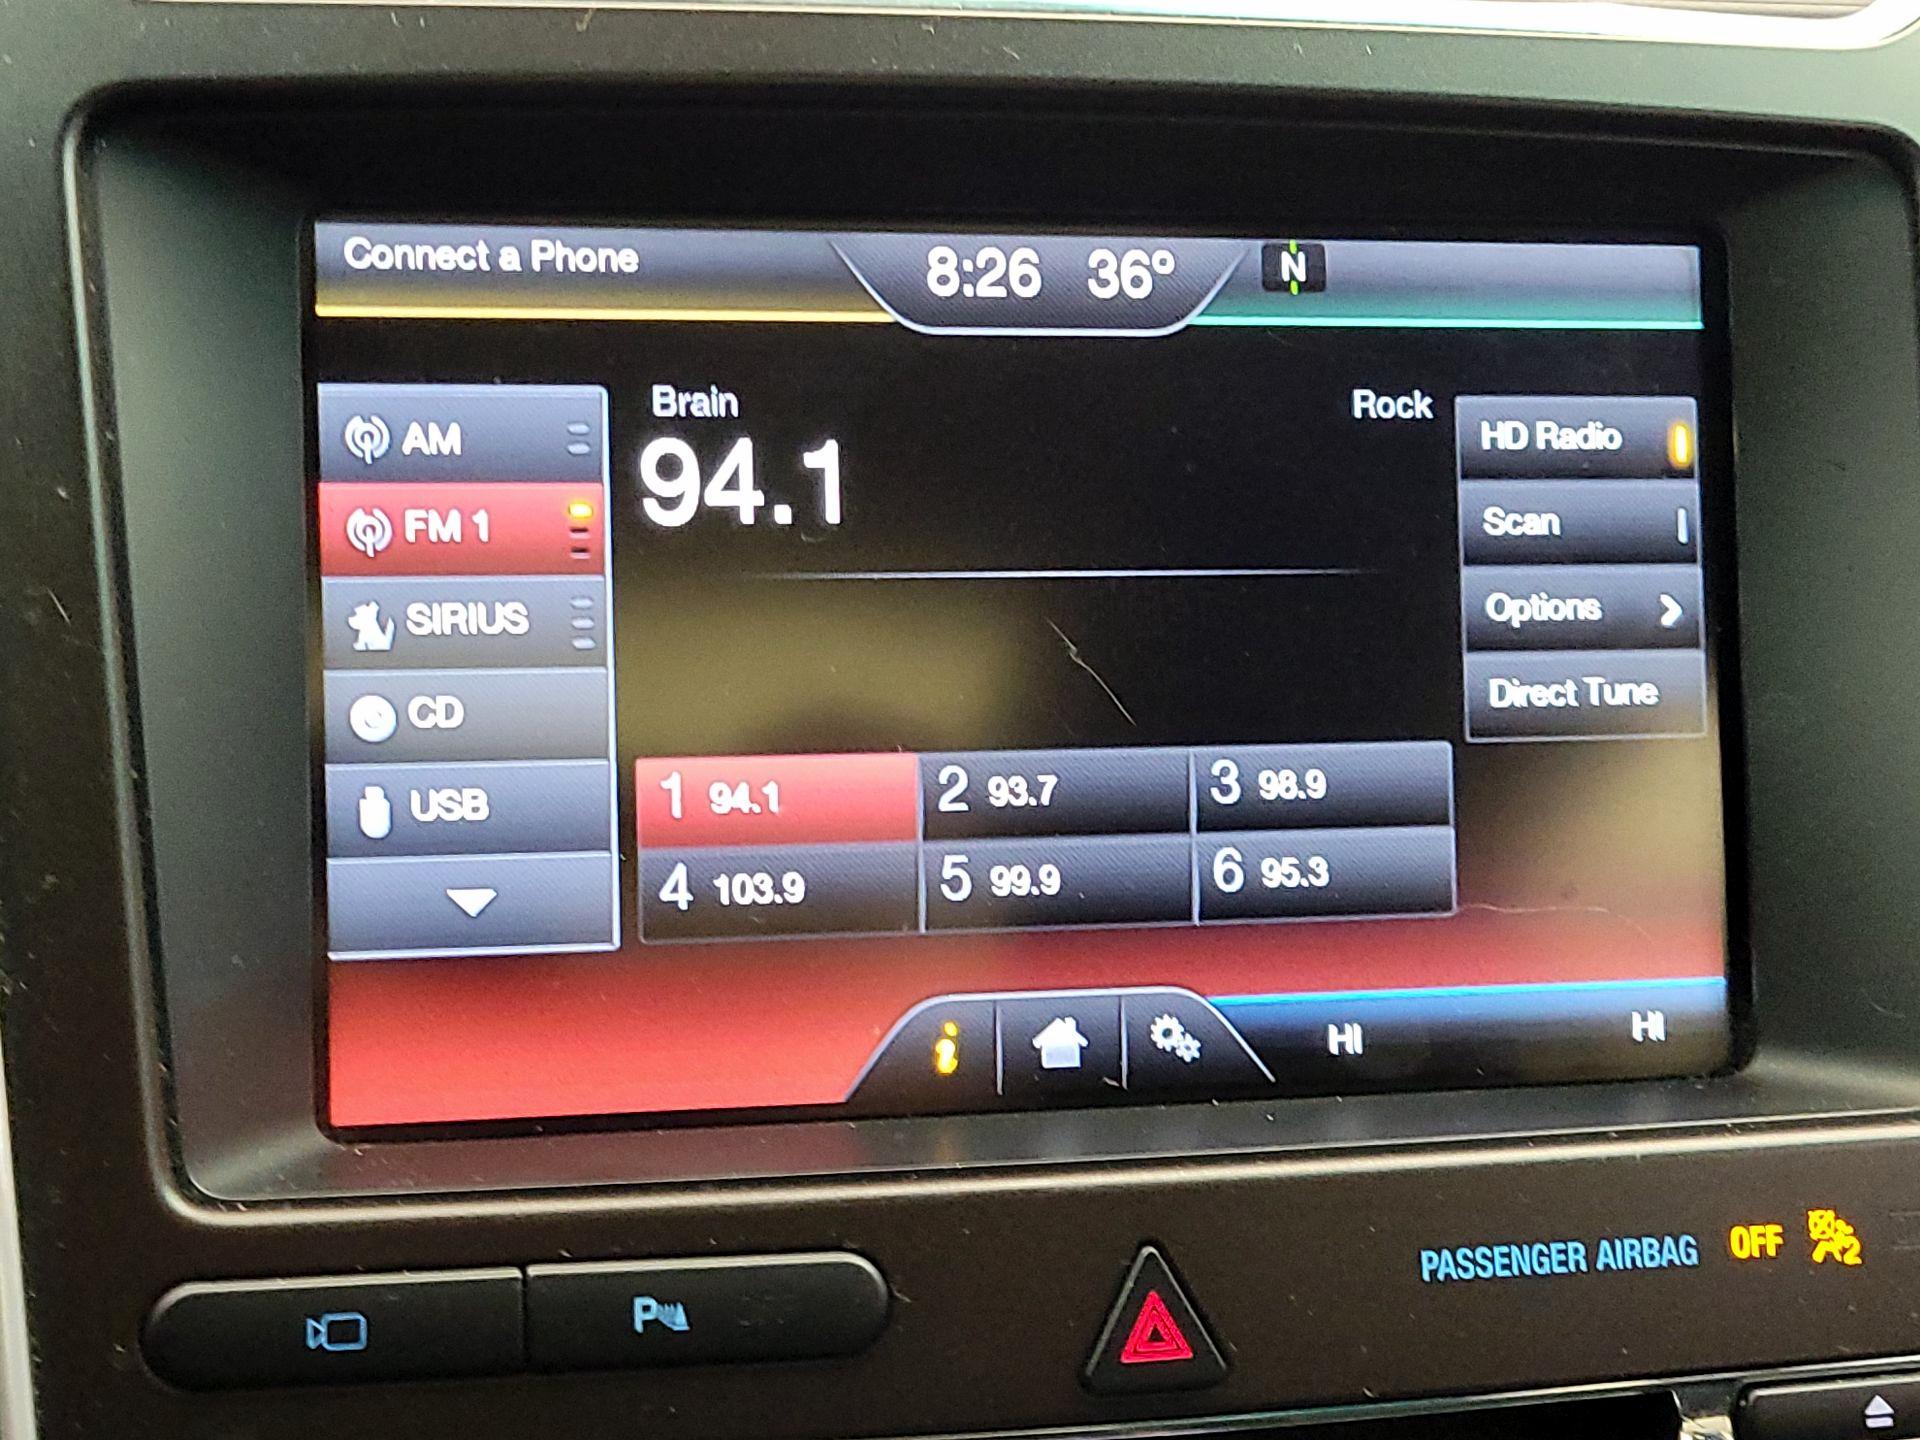 Connect a Phone
8:26 36°
N
AM
FM 1
SIRIUS
CD
USB
Brain
94.1
Rock
HD Radio
Scan
Options
Direct Tune
1 94.1
2 93.7
3 98.9
4 103.9
5 99.9
6 95.3
i
HI
HI
PASSENGER AIRBAG OFF 2
P